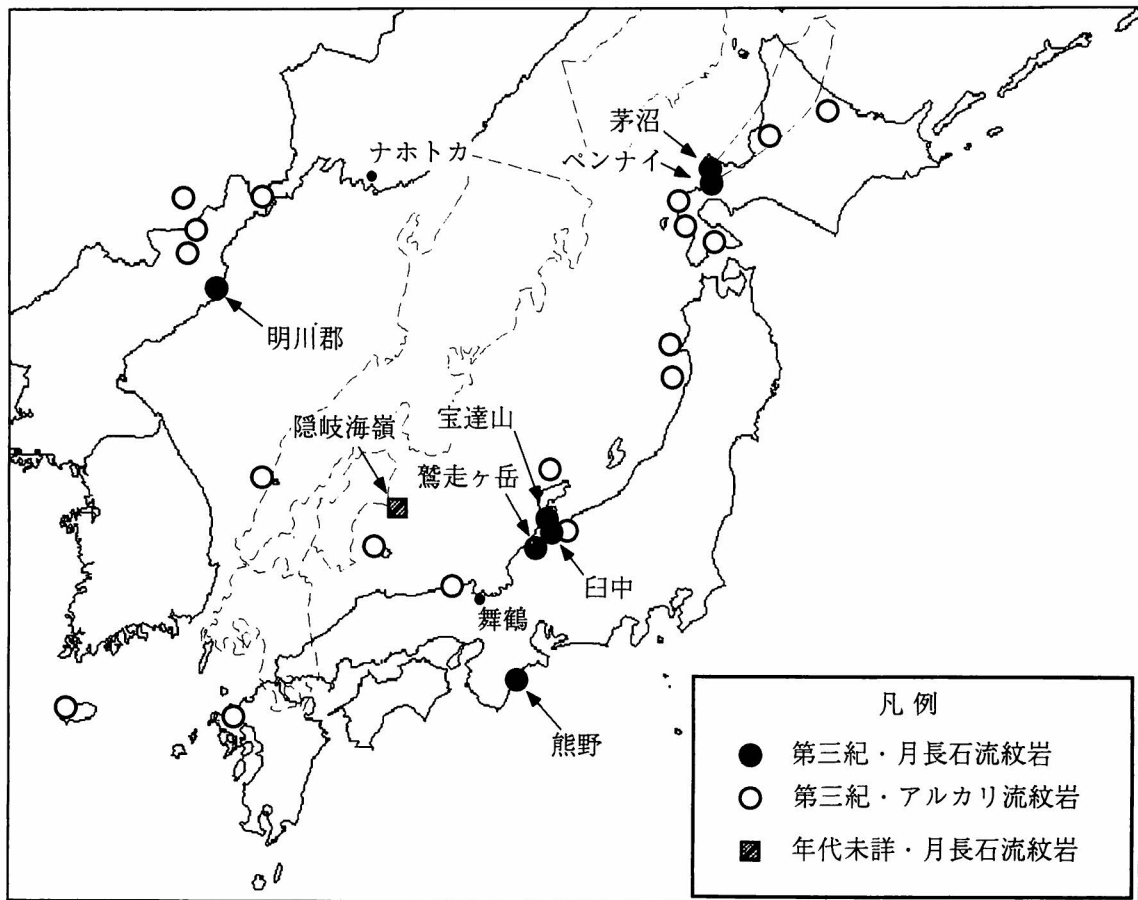 茅沼
ナホトカ
ペンナイ
明川郡
宝達山
隠岐海嶺
鷲走ヶ岳
臼中
舞鶴
熊野
凡例
第三紀・月長石流紋岩
第三紀・アルカリ流紋岩
年代未詳・月長石流紋岩